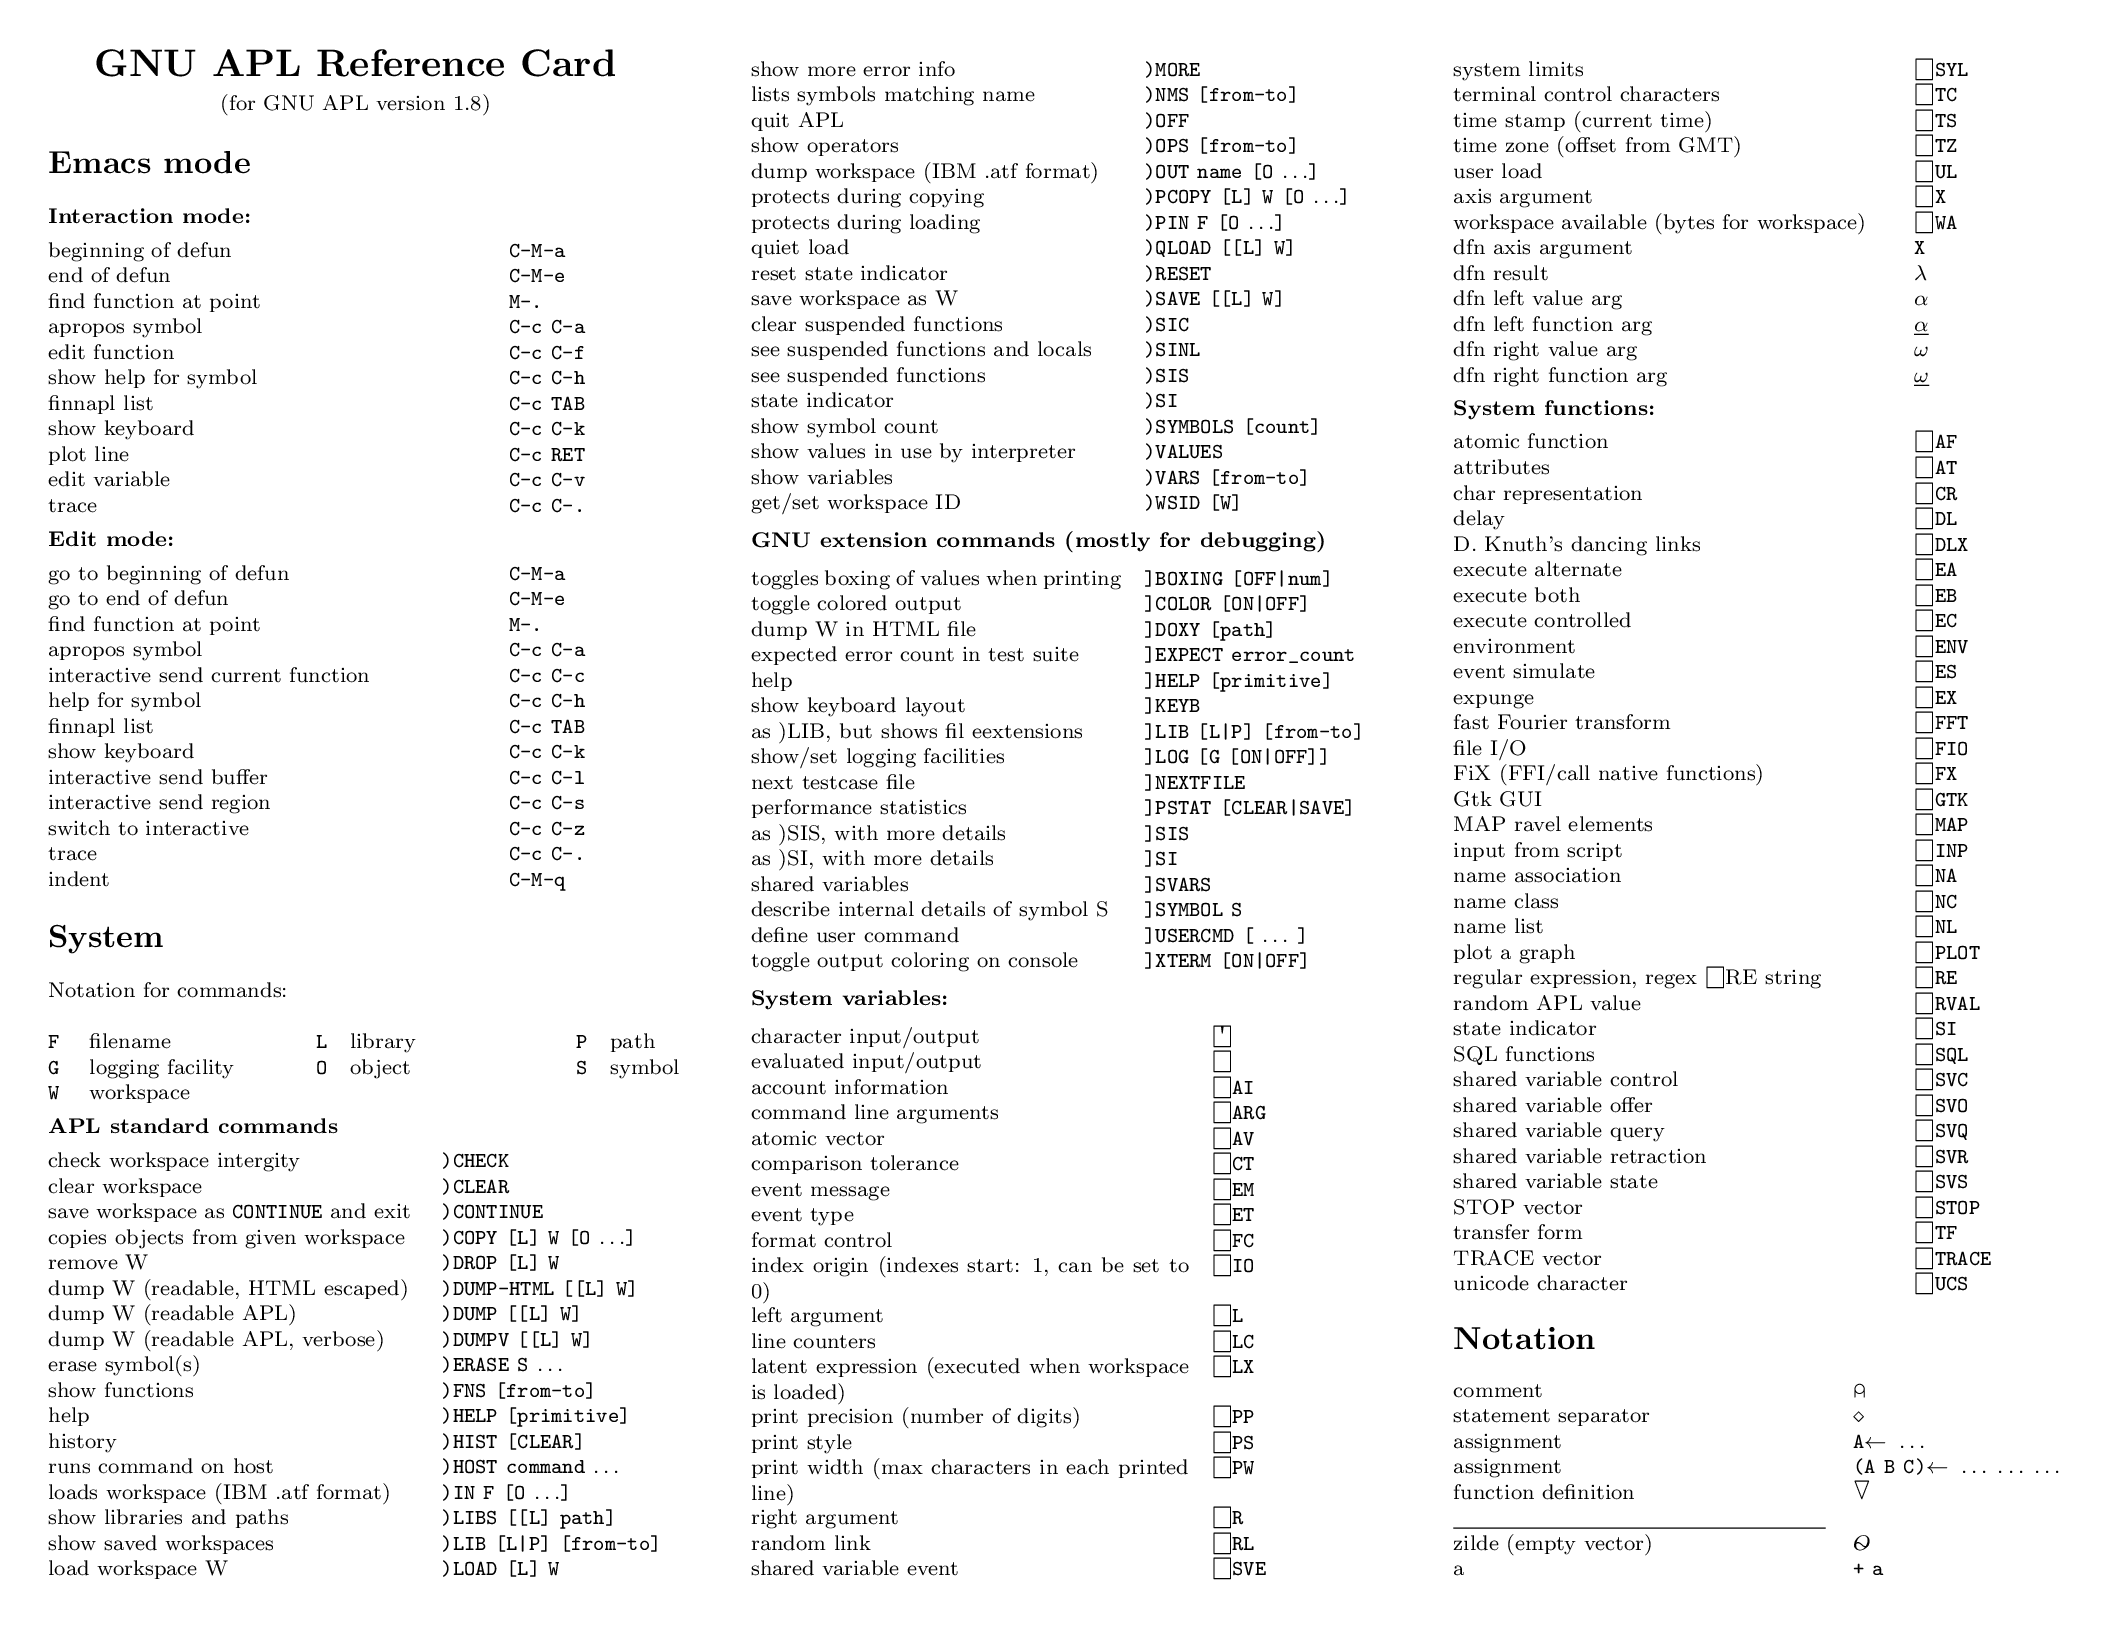 GNU APL Reference Card
(for GNU APL version 1.8)
Emacs mode
Interaction mode:
beginning of defun C-M-a
end of defun C-M-e
find function at point M-.
apropos symbol C-c C-a
edit function C-c C-f
show help for symbol C-c C-h
finnapl list C-c TAB
show keyboard C-c C-k
plot line C-c RET
edit variable C-c C-v
trace C-c C-.
Edit mode:
go to beginning of defun C-M-a
go to end of defun C-M-e
find function at point M-.
apropos symbol C-c C-a
interactive send current function C-c C-c
help for symbol C-c C-h
finnapl list C-c TAB
show keyboard C-c C-k
interactive send buffer C-c C-l
interactive send region C-c C-s
switch to interactive C-c C-z
trace C-c C-.
indent C-M-q
System
Notation for commands:
F filename L library P path
G logging facility O object S symbol
W workspace
APL standard commands
check workspace intergity )CHECK
clear workspace )CLEAR
save workspace as CONTINUE and exit )CONTINUE
copies objects from given workspace )COPY [L] W [O ...]
remove W )DROP [L] W
dump W (readable, HTML escaped) )DUMP-HTML [[L] W]
dump W (readable APL) )DUMP [[L] W]
dump W (readable APL, verbose) )DUMPV [[L] W]
erase symbol(s) )ERASE S ...
show functions )FNS [from-to]
help )HELP [primitive]
history )HIST [CLEAR]
runs command on host )HOST command ...
loads workspace (IBM .atf format) )IN F [O ...]
show libraries and paths )LIBS [[L] path]
show saved workspaces )LIB [L|P] [from-to]
load workspace W )LOAD [L] W
show more error info )MORE
lists symbols matching name )NMS [from-to]
quit APL )OFF
show operators )OPS [from-to]
dump workspace (IBM .atf format) )OUT name [O ...]
protects during copying )PCOPY [L] W [O ...]
protects during loading )PIN F [O ...]
quiet load )QLOAD [[L] W]
reset state indicator )RESET
save workspace as W )SAVE [[L] W]
clear suspended functions )SIC
see suspended functions and locals )SINL
see suspended functions )SIS
state indicator )SI
show symbol count )SYMBOLS [count]
show values in use by interpreter )VALUES
show variables )VARS [from-to]
get/set workspace ID )WSID [W]
GNU extension commands (mostly for debugging)
toggles boxing of values when printing ]BOXING [OFF|num]
toggle colored output ]COLOR [ON|OFF]
dump W in HTML file ]DOXY [path]
expected error count in test suite ]EXPECT error_count
help ]HELP [primitive]
show keyboard layout ]KEYB
as )LIB, but shows fil eextensions ]LIB [L|P] [from-to]
show/set logging facilities ]LOG [G [ON|OFF]]
next testcase file ]NEXTFILE
performance statistics ]PSTAT [CLEAR|SAVE]
as )SIS, with more details ]SIS
as )SI, with more details ]SI
shared variables ]SVARS
describe internal details of symbol S ]SYMBOL S
define user command ]USERCMD [ ... ]
toggle output coloring on console ]XTERM [ON|OFF]
System variables:
character input/output ⍞
evaluated input/output ⎕
account information ⎕AI
command line arguments ⎕ARG
atomic vector ⎕AV
comparison tolerance ⎕CT
event message ⎕EM
event type ⎕ET
format control ⎕FC
index origin (indexes start: 1, can be set to ⎕IO
0)
left argument ⎕L
line counters ⎕LC
latent expression (executed when workspace ⎕LX
is loaded)
print precision (number of digits) ⎕PP
print style ⎕PS
print width (max characters in each printed ⎕PW
line)
right argument ⎕R
random link ⎕RL
shared variable event ⎕SVE
system limits ⎕SYL
terminal control characters ⎕TC
time stamp (current time) ⎕TS
time zone (offset from GMT) ⎕TZ
user load ⎕UL
axis argument ⎕X
workspace available (bytes for workspace) ⎕WA
dfn axis argument X
dfn result λ
dfn left value arg α
dfn left function arg α̲
dfn right value arg ω
dfn right function arg ω̲
System functions:
atomic function ⎕AF
attributes ⎕AT
char representation ⎕CR
delay ⎕DL
D. Knuth's dancing links ⎕DLX
execute alternate ⎕EA
execute both ⎕EB
execute controlled ⎕EC
environment ⎕ENV
event simulate ⎕ES
expunge ⎕EX
fast Fourier transform ⎕FFT
file I/O ⎕FIO
FiX (FFI/call native functions) ⎕FX
Gtk GUI ⎕GTK
MAP ravel elements ⎕MAP
input from script ⎕INP
name association ⎕NA
name class ⎕NC
name list ⎕NL
plot a graph ⎕PLOT
regular expression, regex ⎕RE string ⎕RE
random APL value ⎕RVAL
state indicator ⎕SI
SQL functions ⎕SQL
shared variable control ⎕SVC
shared variable offer ⎕SVO
shared variable query ⎕SVQ
shared variable retraction ⎕SVR
shared variable state ⎕SVS
STOP vector ⎕STOP
transfer form ⎕TF
TRACE vector ⎕TRACE
unicode character ⎕UCS
Notation
comment ⍝
statement separator ⋄
assignment A← ...
assignment (A B C)← ... ... ...
function definition ∇
zilde (empty vector) ⍬
a + a